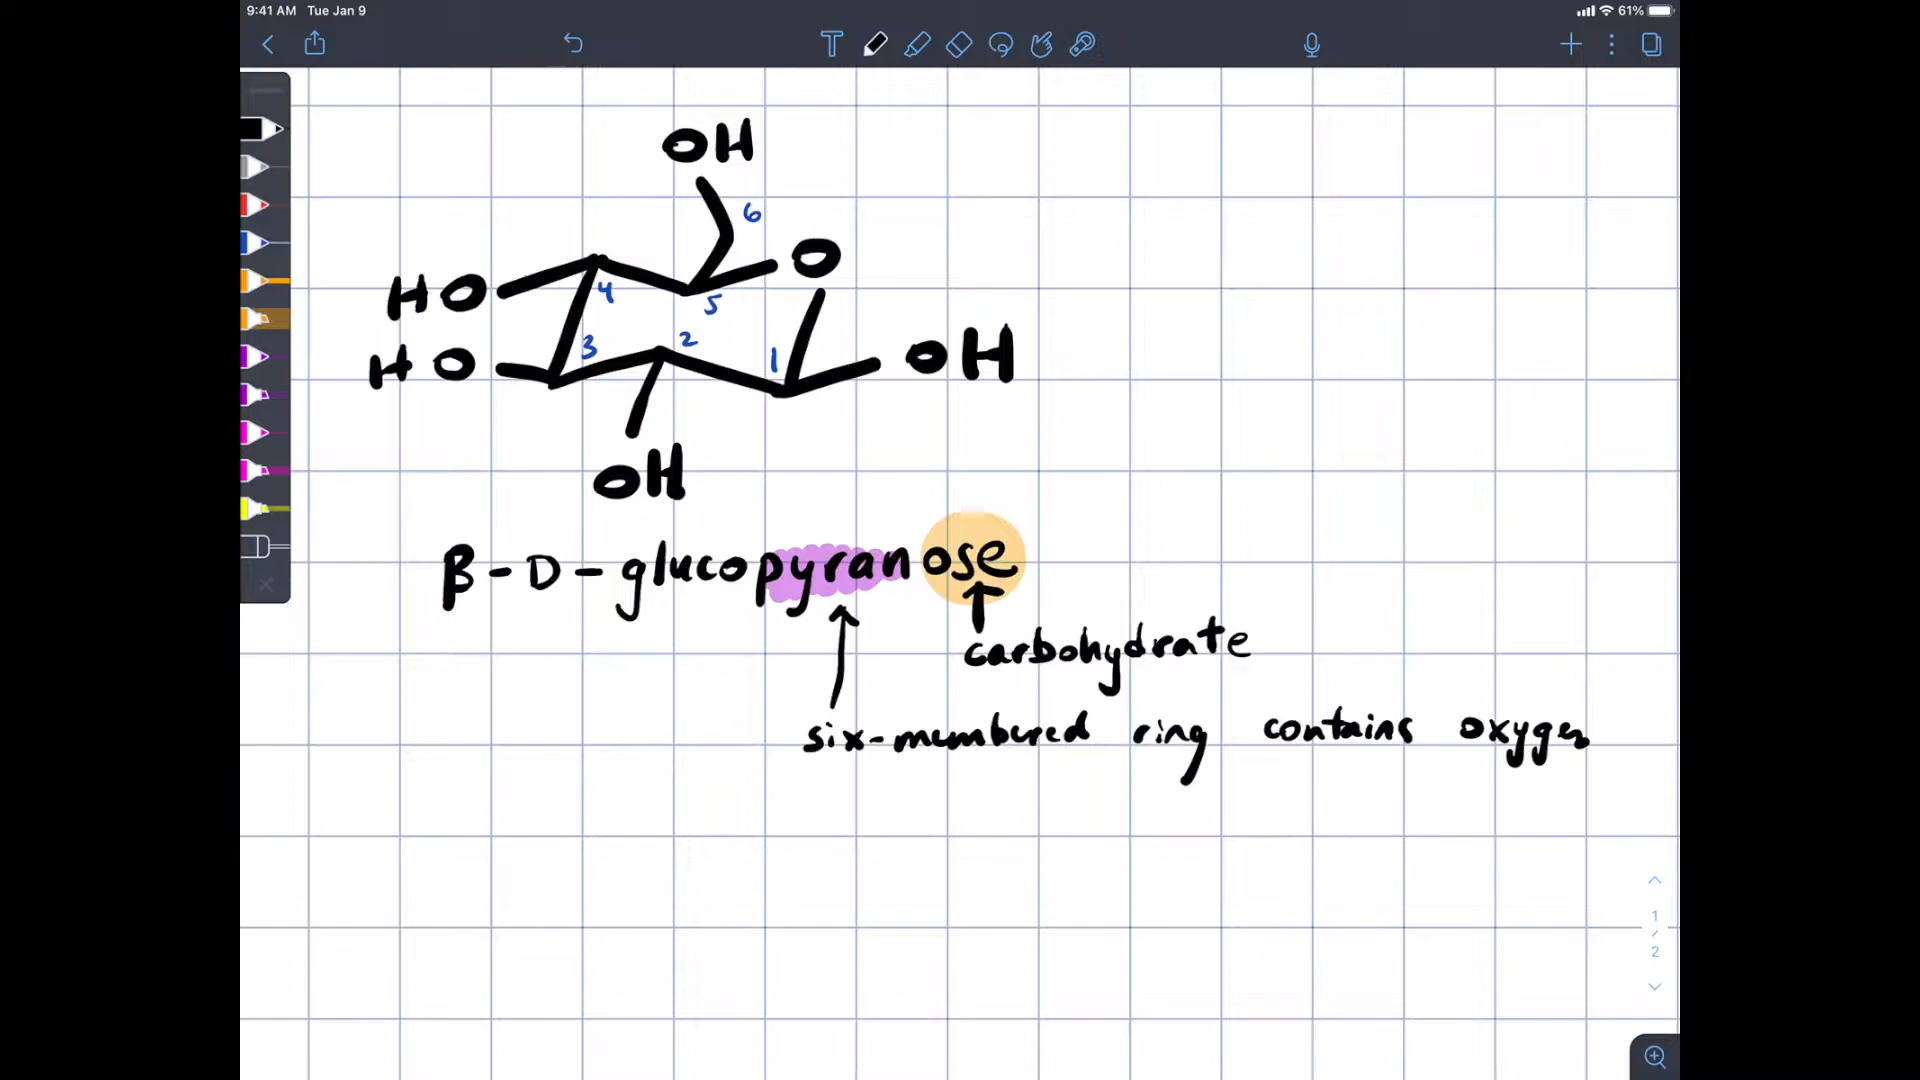 9:41 AM Tue Jan 9
61%
OH
6
O
HO
4
5
3
2
1
HO
OH
OH
β-D-glucopyranose
carbohydrate
six-membered ring contains oxygen
1
/
2